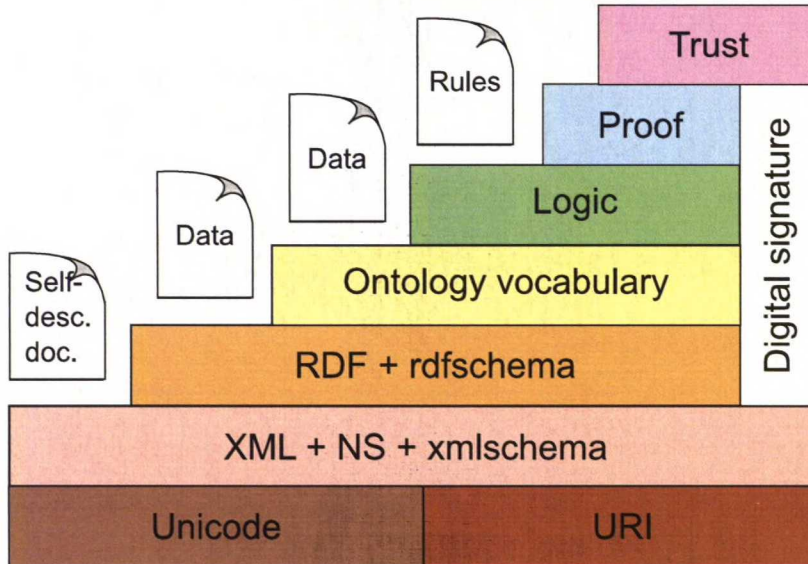 Trust
Rules
Proof
Data
Logic
Data
Ontology vocabulary
Self-
desc.
doc.
RDF + rdfschema
Digital signature
XML + NS + xmlschema
Unicode
URI